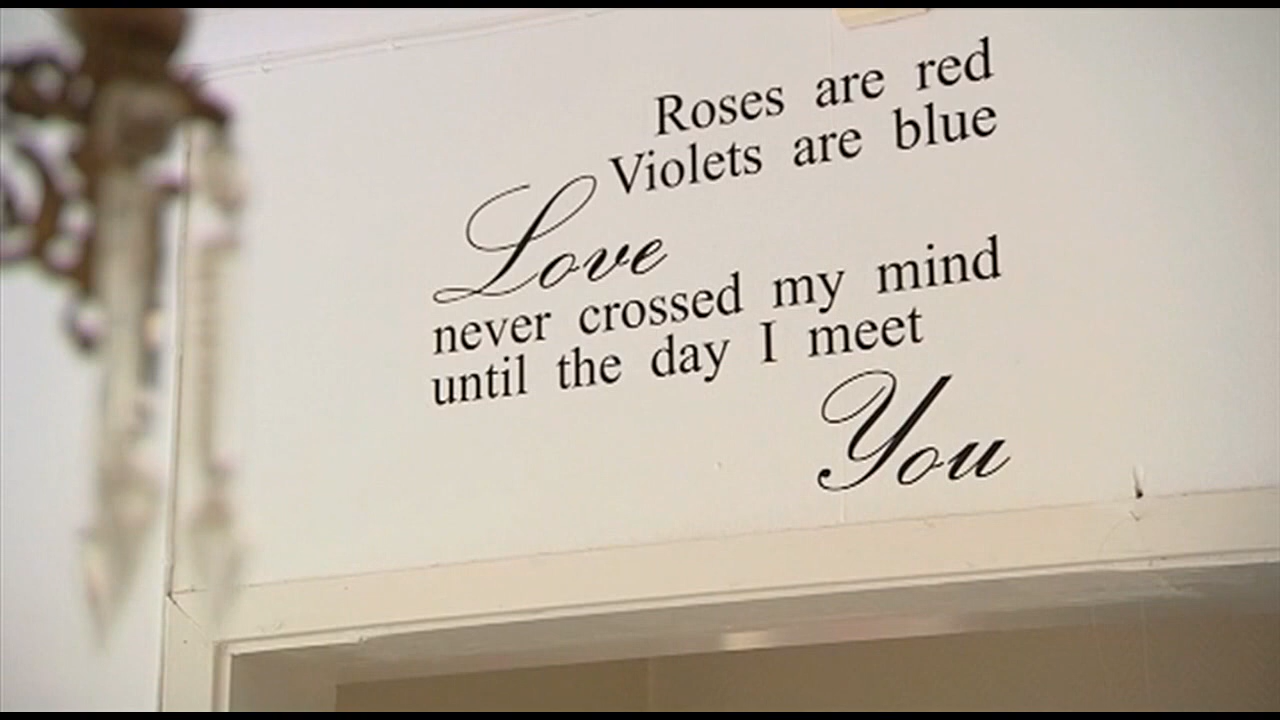 Roses are red
Violets are blue
Love
never crossed my mind
until the day I meet
You